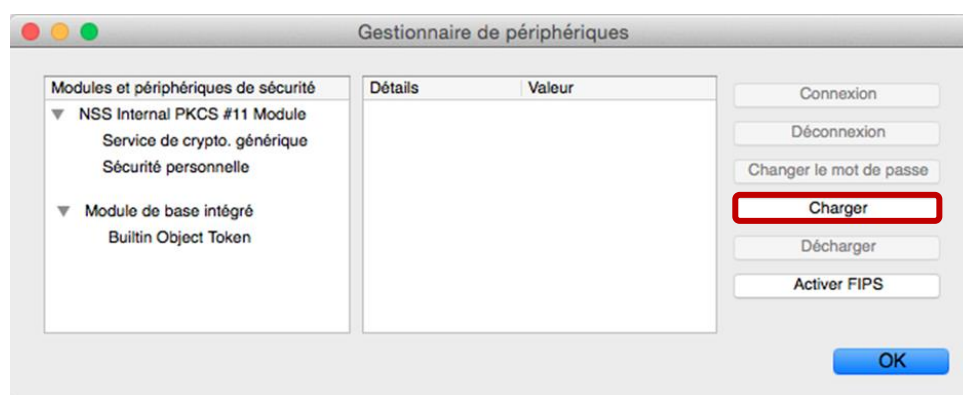 Gestionnaire de périphériques
Modules et périphériques de sécurité
NSS Internal PKCS #11 Module
Service de crypto. générique
Sécurité personnelle
Module de base intégré
Builtin Object Token
Détails Valeur
Connexion
Déconnexion
Changer le mot de passe
Charger
Décharger
Activer FIPS
OK